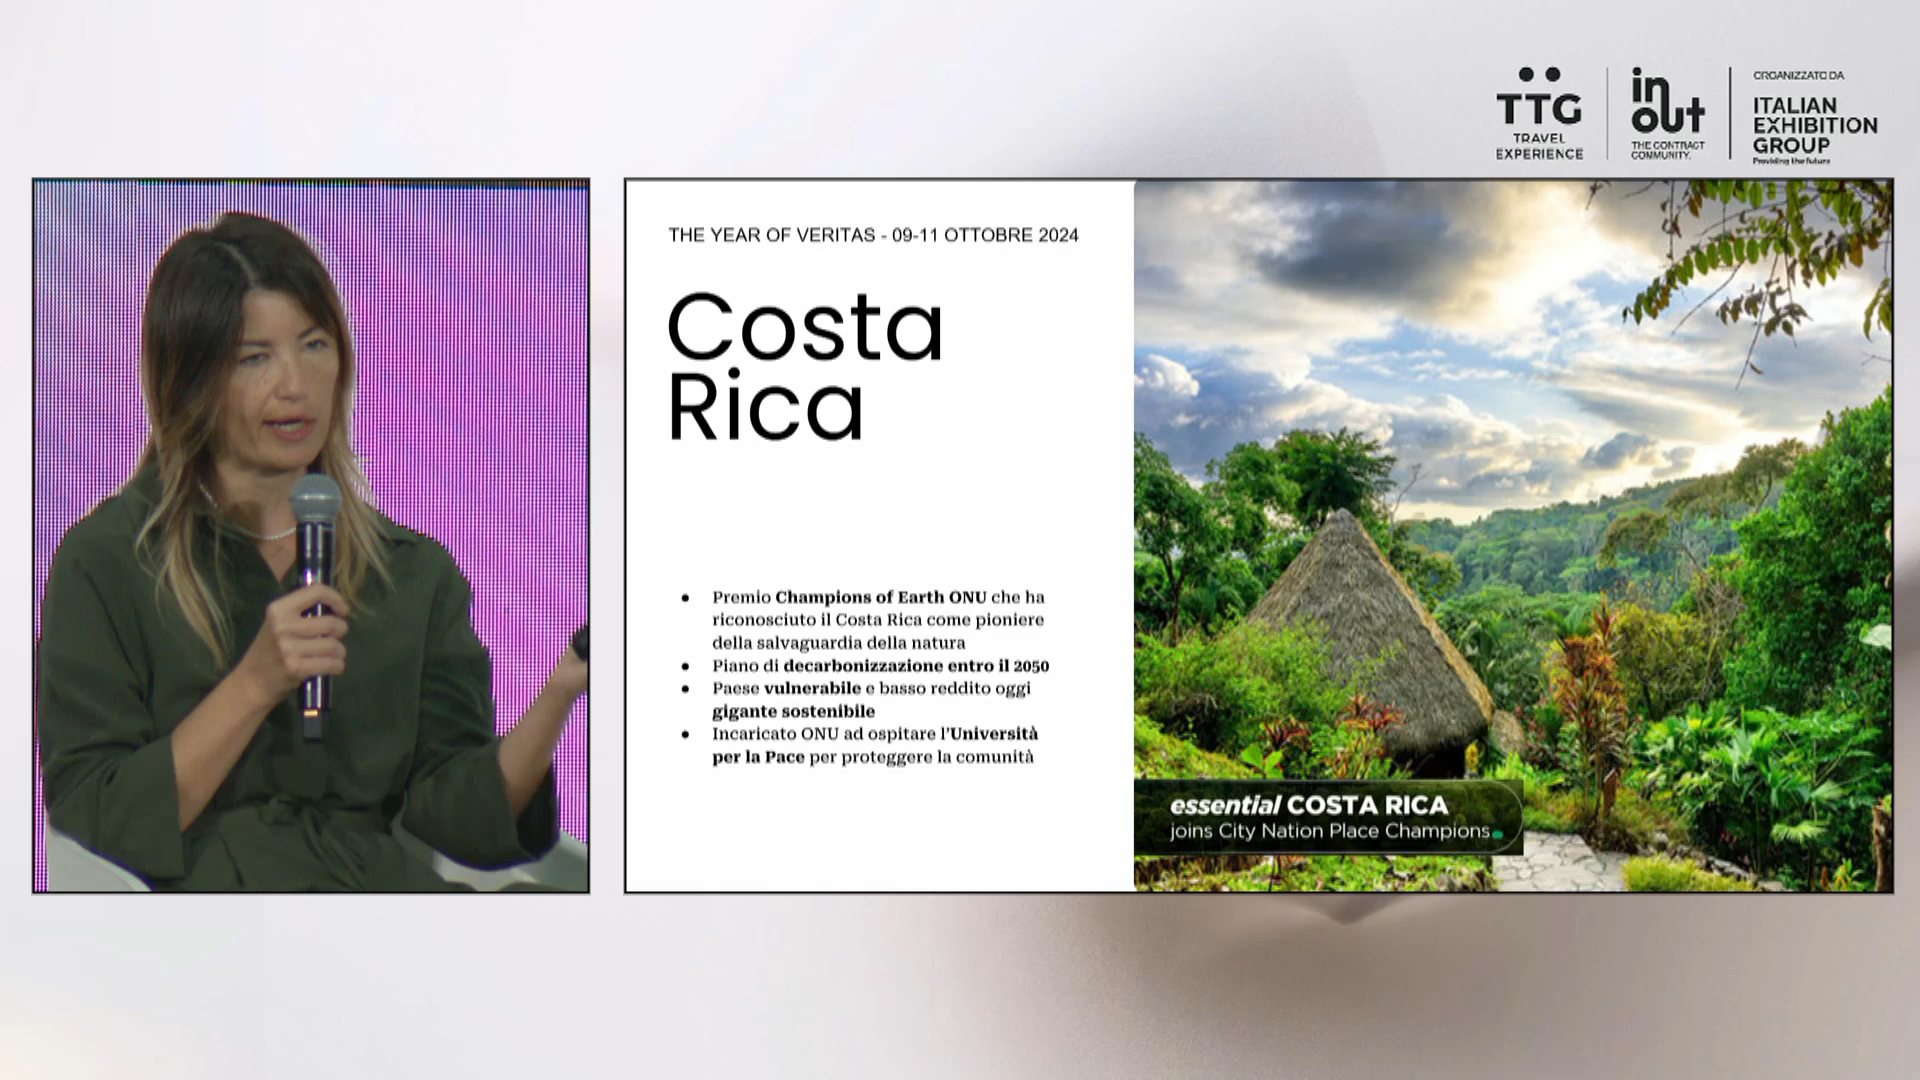 TTG
TRAVEL
EXPERIENCE
in
out
THE CONTRACT
COMMUNITY.
ORGANIZZATO DA
ITALIAN
EXHIBITION
GROUP
Providing the future
THE YEAR OF VERITAS - 09-11 OTTOBRE 2024
Costa
Rica
● Premio Champions of Earth ONU che ha
riconosciuto il Costa Rica come pioniere
della salvaguardia della natura
● Piano di decarbonizzazione entro il 2050
● Paese vulnerabile e basso reddito oggi
gigante sostenibile
● Incaricato ONU ad ospitare l’Università
per la Pace per proteggere la comunità
essential COSTA RICA
joins City Nation Place Champions